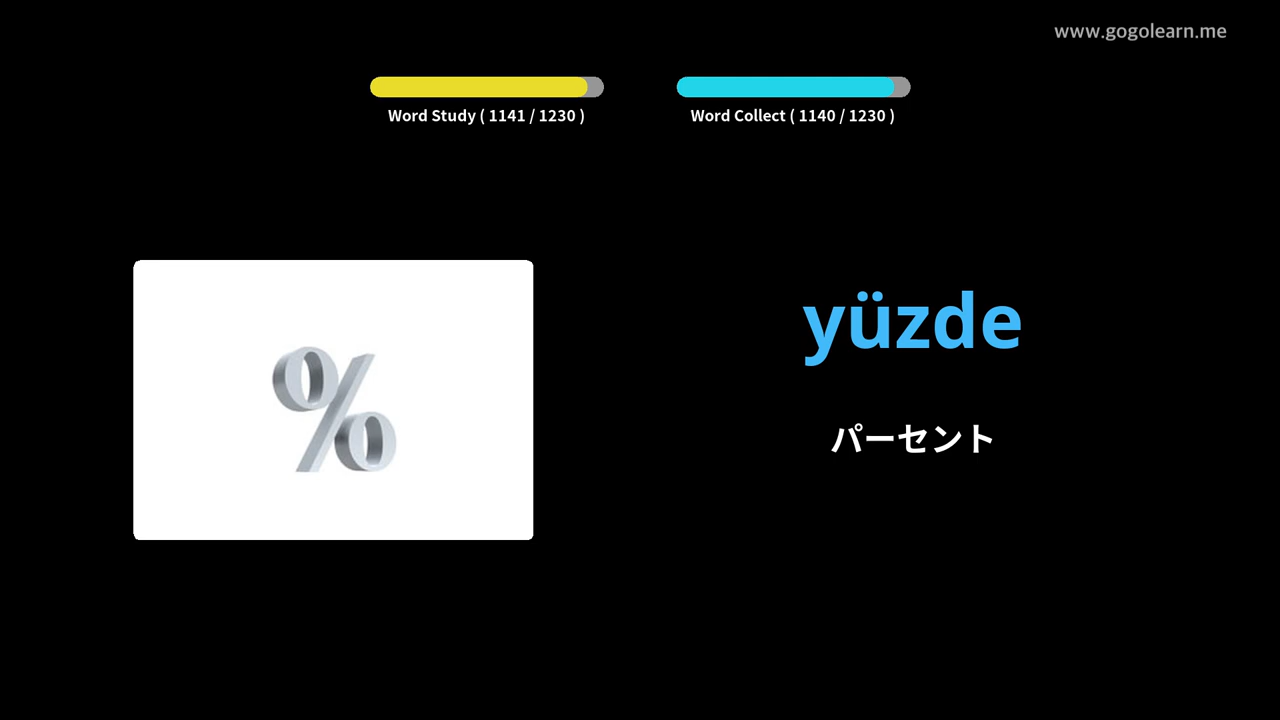 www.gogolearn.me
Word Study ( 1141 / 1230 )
Word Collect ( 1140 / 1230 )
%
yüzde
パーセント